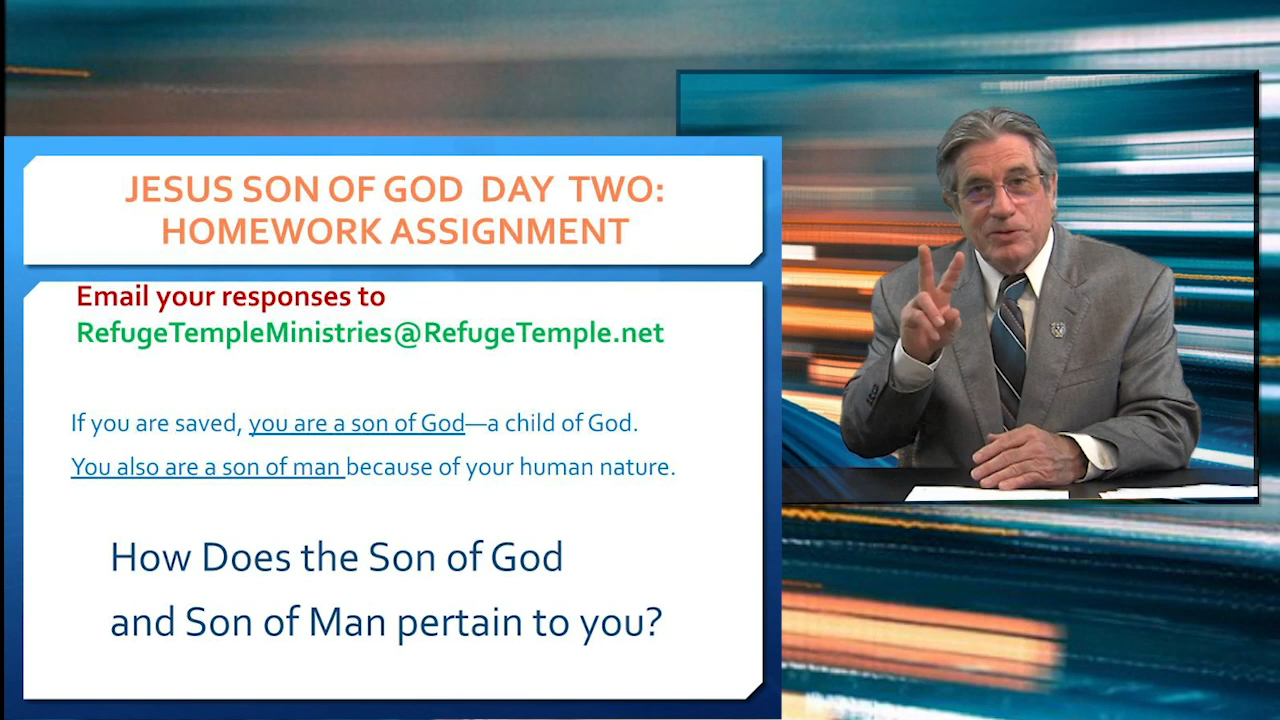 JESUS SON OF GOD DAY TWO:
HOMEWORK ASSIGNMENT
Email your responses to
RefugeTempleMinistries@RefugeTemple.net
If you are saved, you are a son of God—a child of God.
You also are a son of man because of your human nature.
How Does the Son of God
and Son of Man pertain to you?